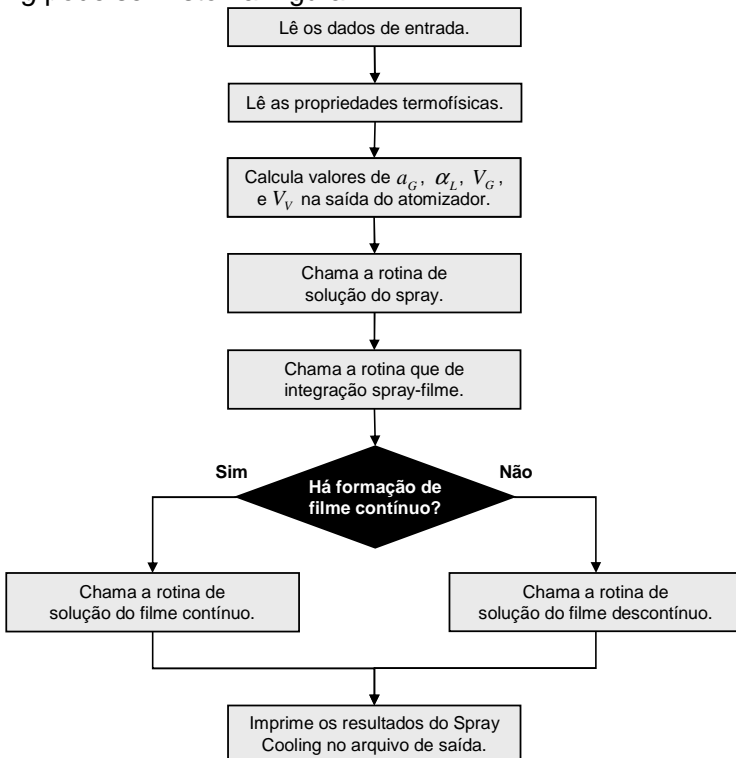 Lê os dados de entrada.
Lê as propriedades termofísicas.
Calcula valores de a_G, α_L, V_G,
e V_V na saída do atomizador.
Chama a rotina de
solução do spray.
Chama a rotina que de
integração spray-filme.
Sim
Não
Há formação de
filme contínuo?
Chama a rotina de
solução do filme contínuo.
Chama a rotina de
solução do filme descontínuo.
Imprime os resultados do Spray
Cooling no arquivo de saída.